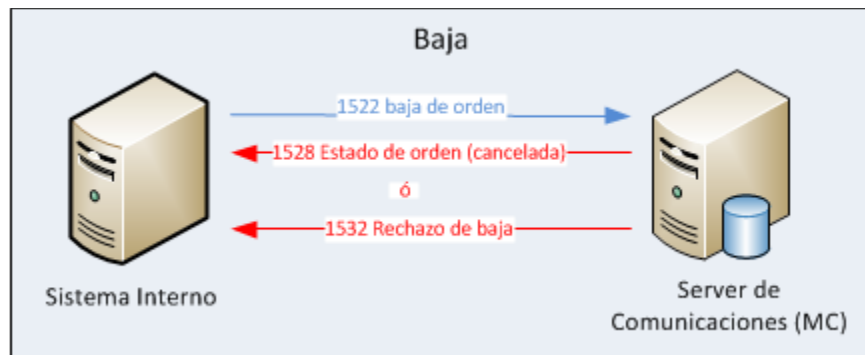 Baja
1522 baja de orden
1528 Estado de orden (cancelada)
ó
1532 Rechazo de baja
Sistema Interno
Server de
Comunicaciones (MC)